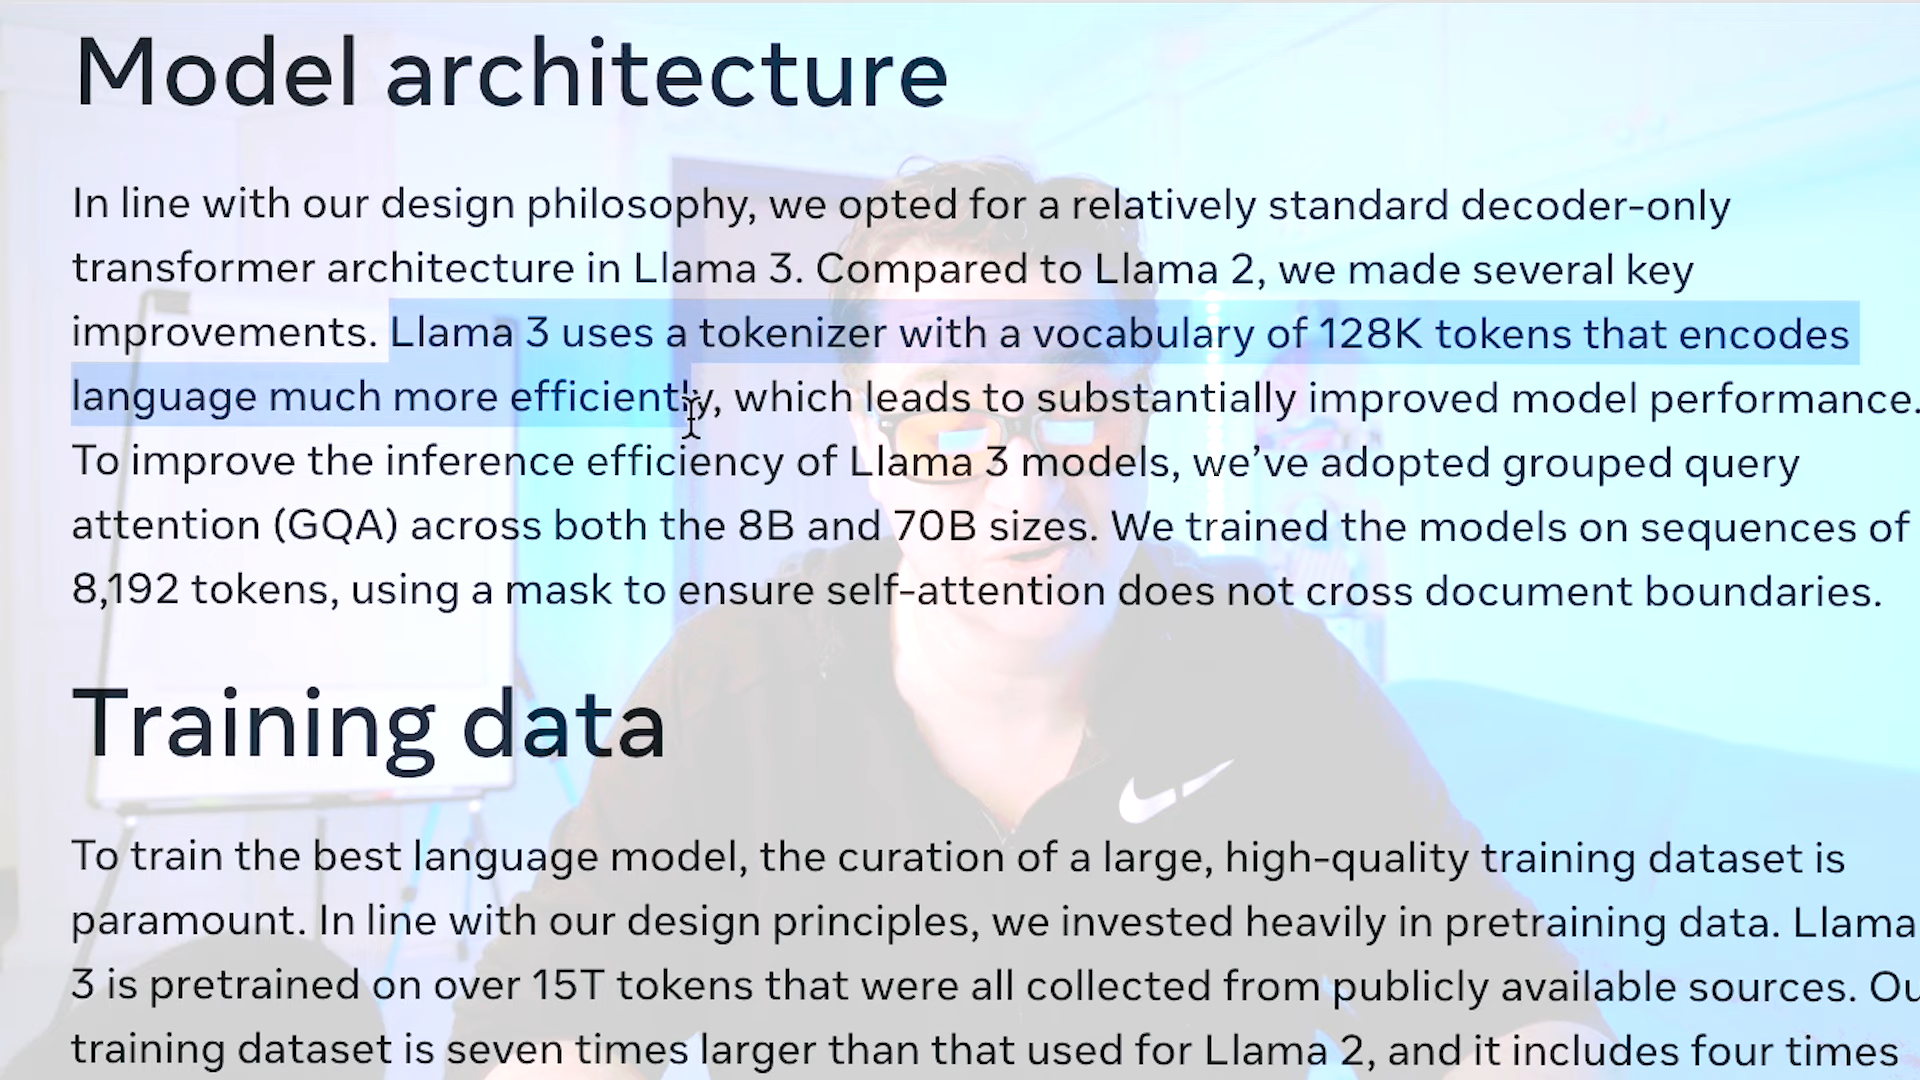 Model architecture
In line with our design philosophy, we opted for a relatively standard decoder-only
transformer architecture in Llama 3. Compared to Llama 2, we made several key
improvements. Llama 3 uses a tokenizer with a vocabulary of 128K tokens that encodes
language much more efficiently, which leads to substantially improved model performance.
To improve the inference efficiency of Llama 3 models, we’ve adopted grouped query
attention (GQA) across both the 8B and 70B sizes. We trained the models on sequences of
8,192 tokens, using a mask to ensure self-attention does not cross document boundaries.
Training data
To train the best language model, the curation of a large, high-quality training dataset is
paramount. In line with our design principles, we invested heavily in pretraining data. Llama
3 is pretrained on over 15T tokens that were all collected from publicly available sources.
training dataset is seven times larger than that used for Llama 2, and it includes four times